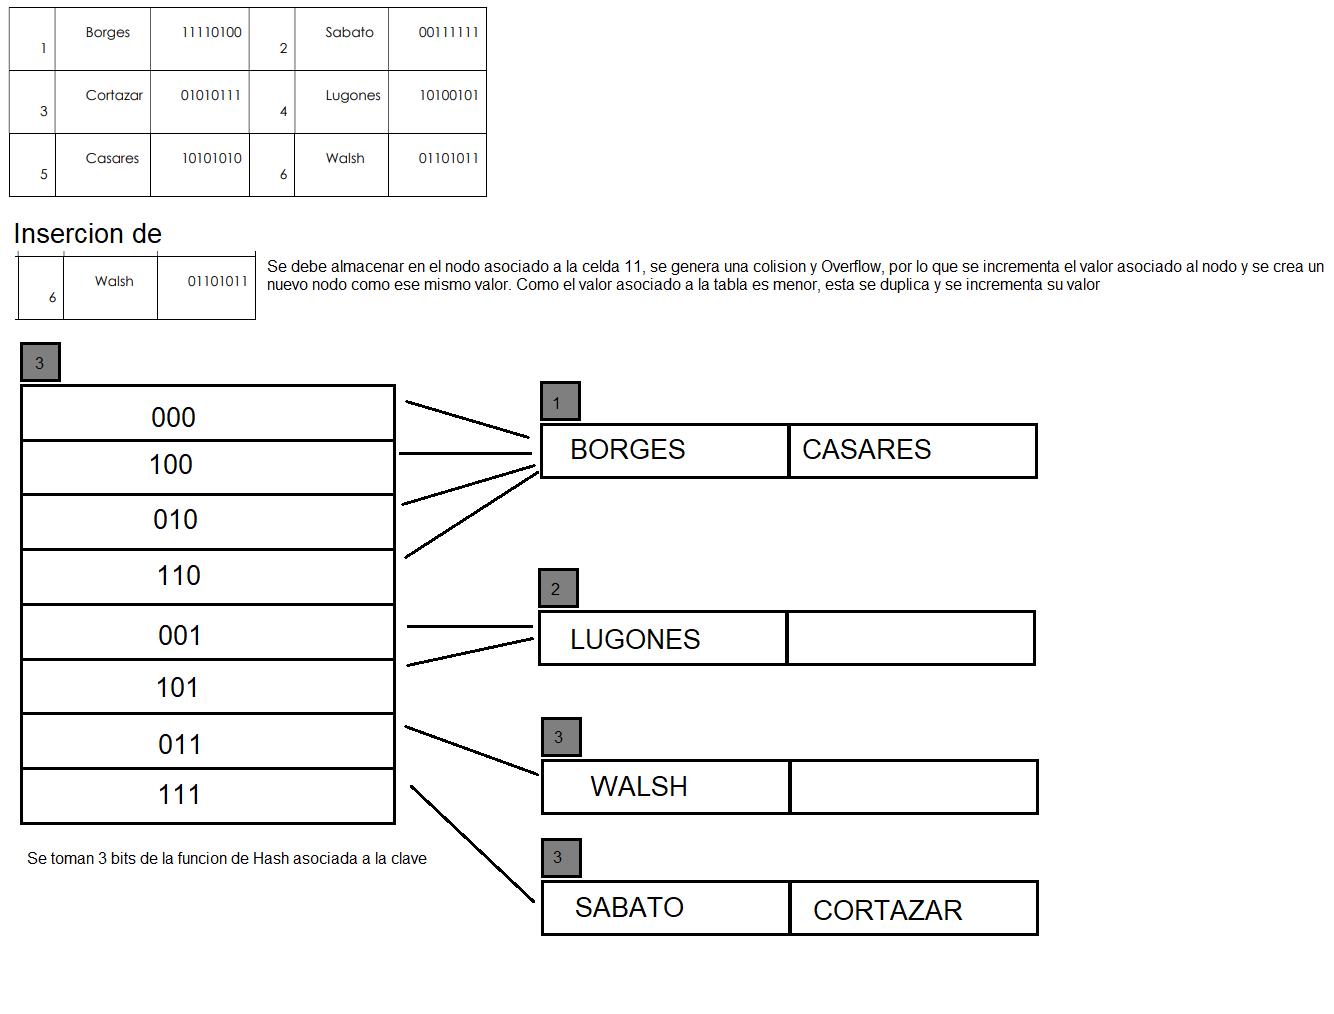 1 Borges 11110100 2 Sabato 00111111
3 Cortazar 01010111 4 Lugones 10100101
5 Casares 10101010 6 Walsh 01101011
Insercion de
6 Walsh 01101011
Se debe almacenar en el nodo asociado a la celda 11, se genera una colision y Overflow, por lo que se incrementa el valor asociado al nodo y se crea un
nuevo nodo como ese mismo valor. Como el valor asociado a la tabla es menor, esta se duplica y se incrementa su valor
3
000
100
010
110
001
101
011
111
Se toman 3 bits de la funcion de Hash asociada a la clave
1
BORGES CASARES
2
LUGONES
3
WALSH
3
SABATO CORTAZAR